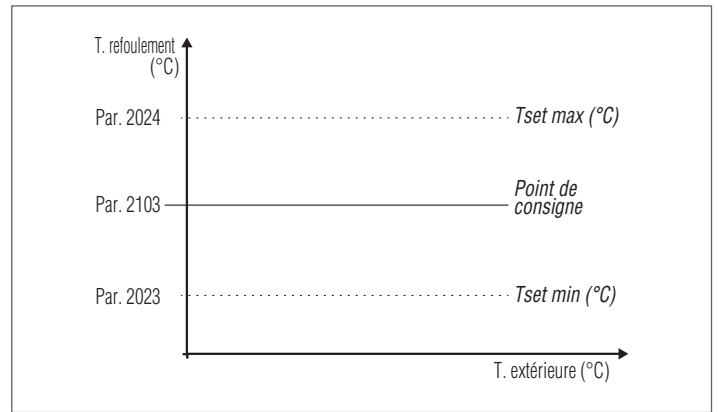 T. refoulement
(°C)
Par. 2024
Tset max (°C)
Par. 2103
Point de
consigne
Par. 2023
Tset min (°C)
T. extérieure (°C)